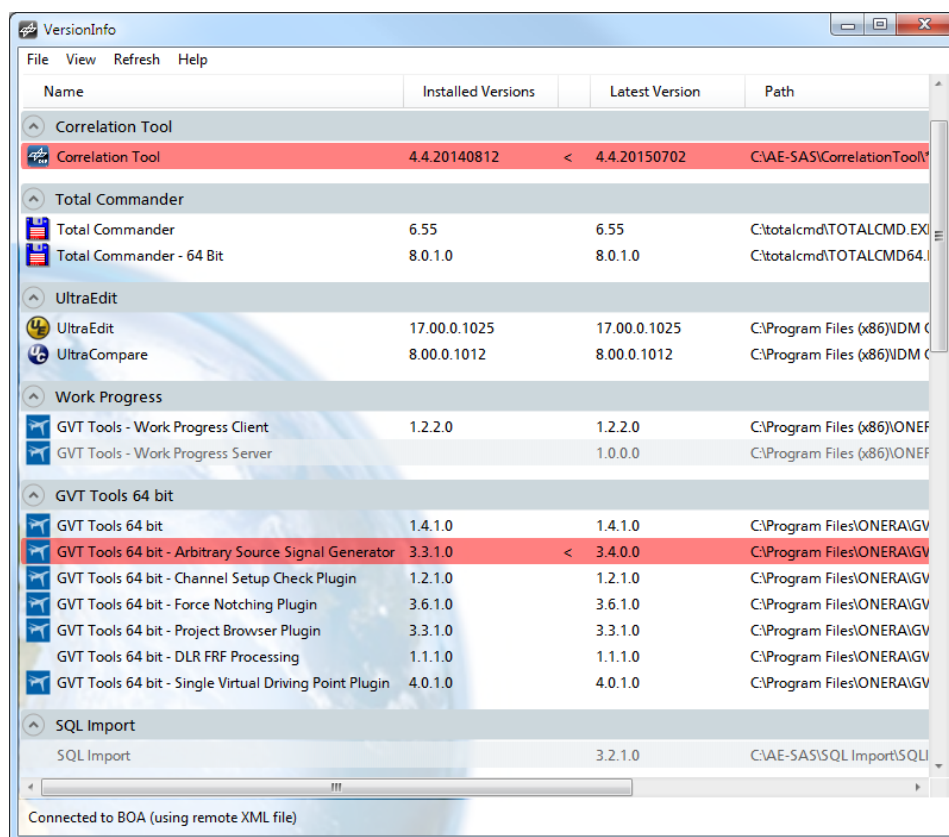 VersionInfo
File View Refresh Help
Name Installed Versions Latest Version Path
Correlation Tool
Correlation Tool 4.4.20140812 < 4.4.20150702 C:\AE-SAS\CorrelationTool\*
Total Commander
Total Commander 6.55 6.55 C:\totalcmd\TOTALCMD.EXE
Total Commander - 64 Bit 8.0.1.0 8.0.1.0 C:\totalcmd\TOTALCMD64.
UltraEdit
UltraEdit 17.00.0.1025 17.00.0.1025 C:\Program Files (x86)\IDM
UltraCompare 8.00.0.1012 8.00.0.1012 C:\Program Files (x86)\IDM
Work Progress
GVT Tools - Work Progress Client 1.2.2.0 1.2.2.0 C:\Program Files (x86)\ONER
GVT Tools - Work Progress Server 1.0.0.0 C:\Program Files (x86)\ONER
GVT Tools 64 bit
GVT Tools 64 bit 1.4.1.0 1.4.1.0 C:\Program Files\ONERA\GV
GVT Tools 64 bit - Arbitrary Source Signal Generator 3.3.1.0 < 3.4.0.0 C:\Program Files\ONERA\GV
GVT Tools 64 bit - Channel Setup Check Plugin 1.2.1.0 1.2.1.0 C:\Program Files\ONERA\GV
GVT Tools 64 bit - Force Notching Plugin 3.6.1.0 3.6.1.0 C:\Program Files\ONERA\GV
GVT Tools 64 bit - Project Browser Plugin 3.3.1.0 3.3.1.0 C:\Program Files\ONERA\GV
GVT Tools 64 bit - DLR FRF Processing 1.1.1.0 1.1.1.0 C:\Program Files\ONERA\GV
GVT Tools 64 bit - Single Virtual Driving Point Plugin 4.0.1.0 4.0.1.0 C:\Program Files\ONERA\GV
SQL Import
SQL Import 3.2.1.0 C:\AE-SAS\SQL Import\SQLI
Connected to BOA (using remote XML file)